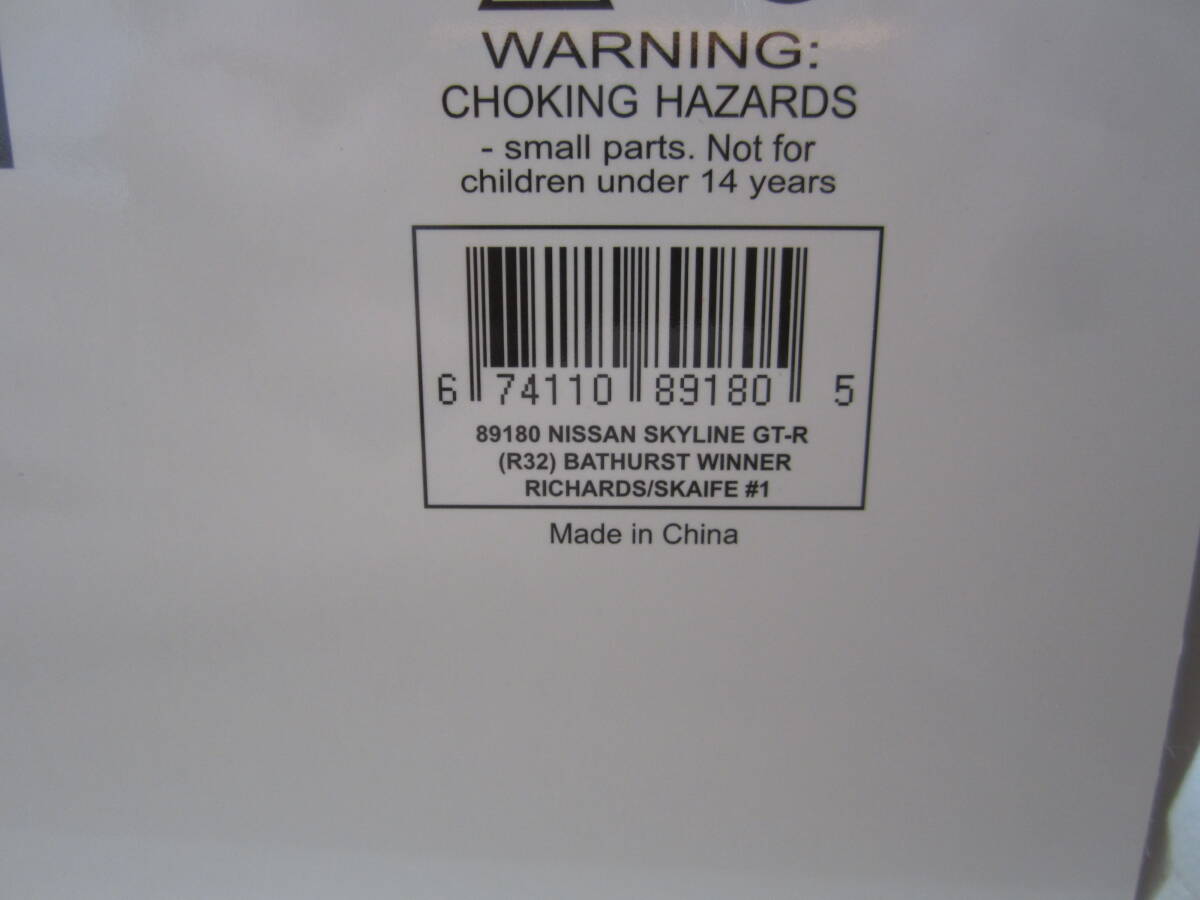 WARNING:
CHOKING HAZARDS
- small parts. Not for
children under 14 years
6 74110 89180 5
89180 NISSAN SKYLINE GT-R
(R32) BATHURST WINNER
RICHARDS/SKAIFE #1
Made in China